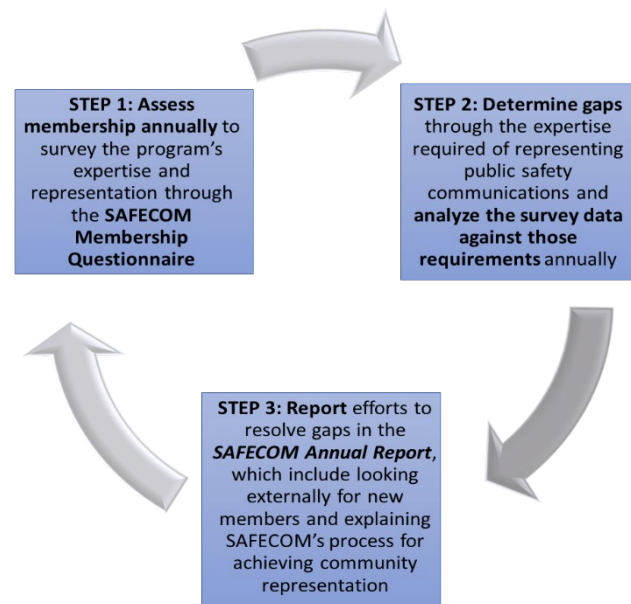 STEP 1: Assess
membership annually to
survey the program's
expertise and
representation through
the SAFECOM
Membership
Questionnaire
STEP 2: Determine gaps
through the expertise
required of representing
public safety
communications and
analyze the survey data
against those
requirements annually
STEP 3: Report efforts to
resolve gaps in the
SAFECOM Annual Report,
which include looking
externally for new
members and explaining
SAFECOM's process for
achieving community
representation